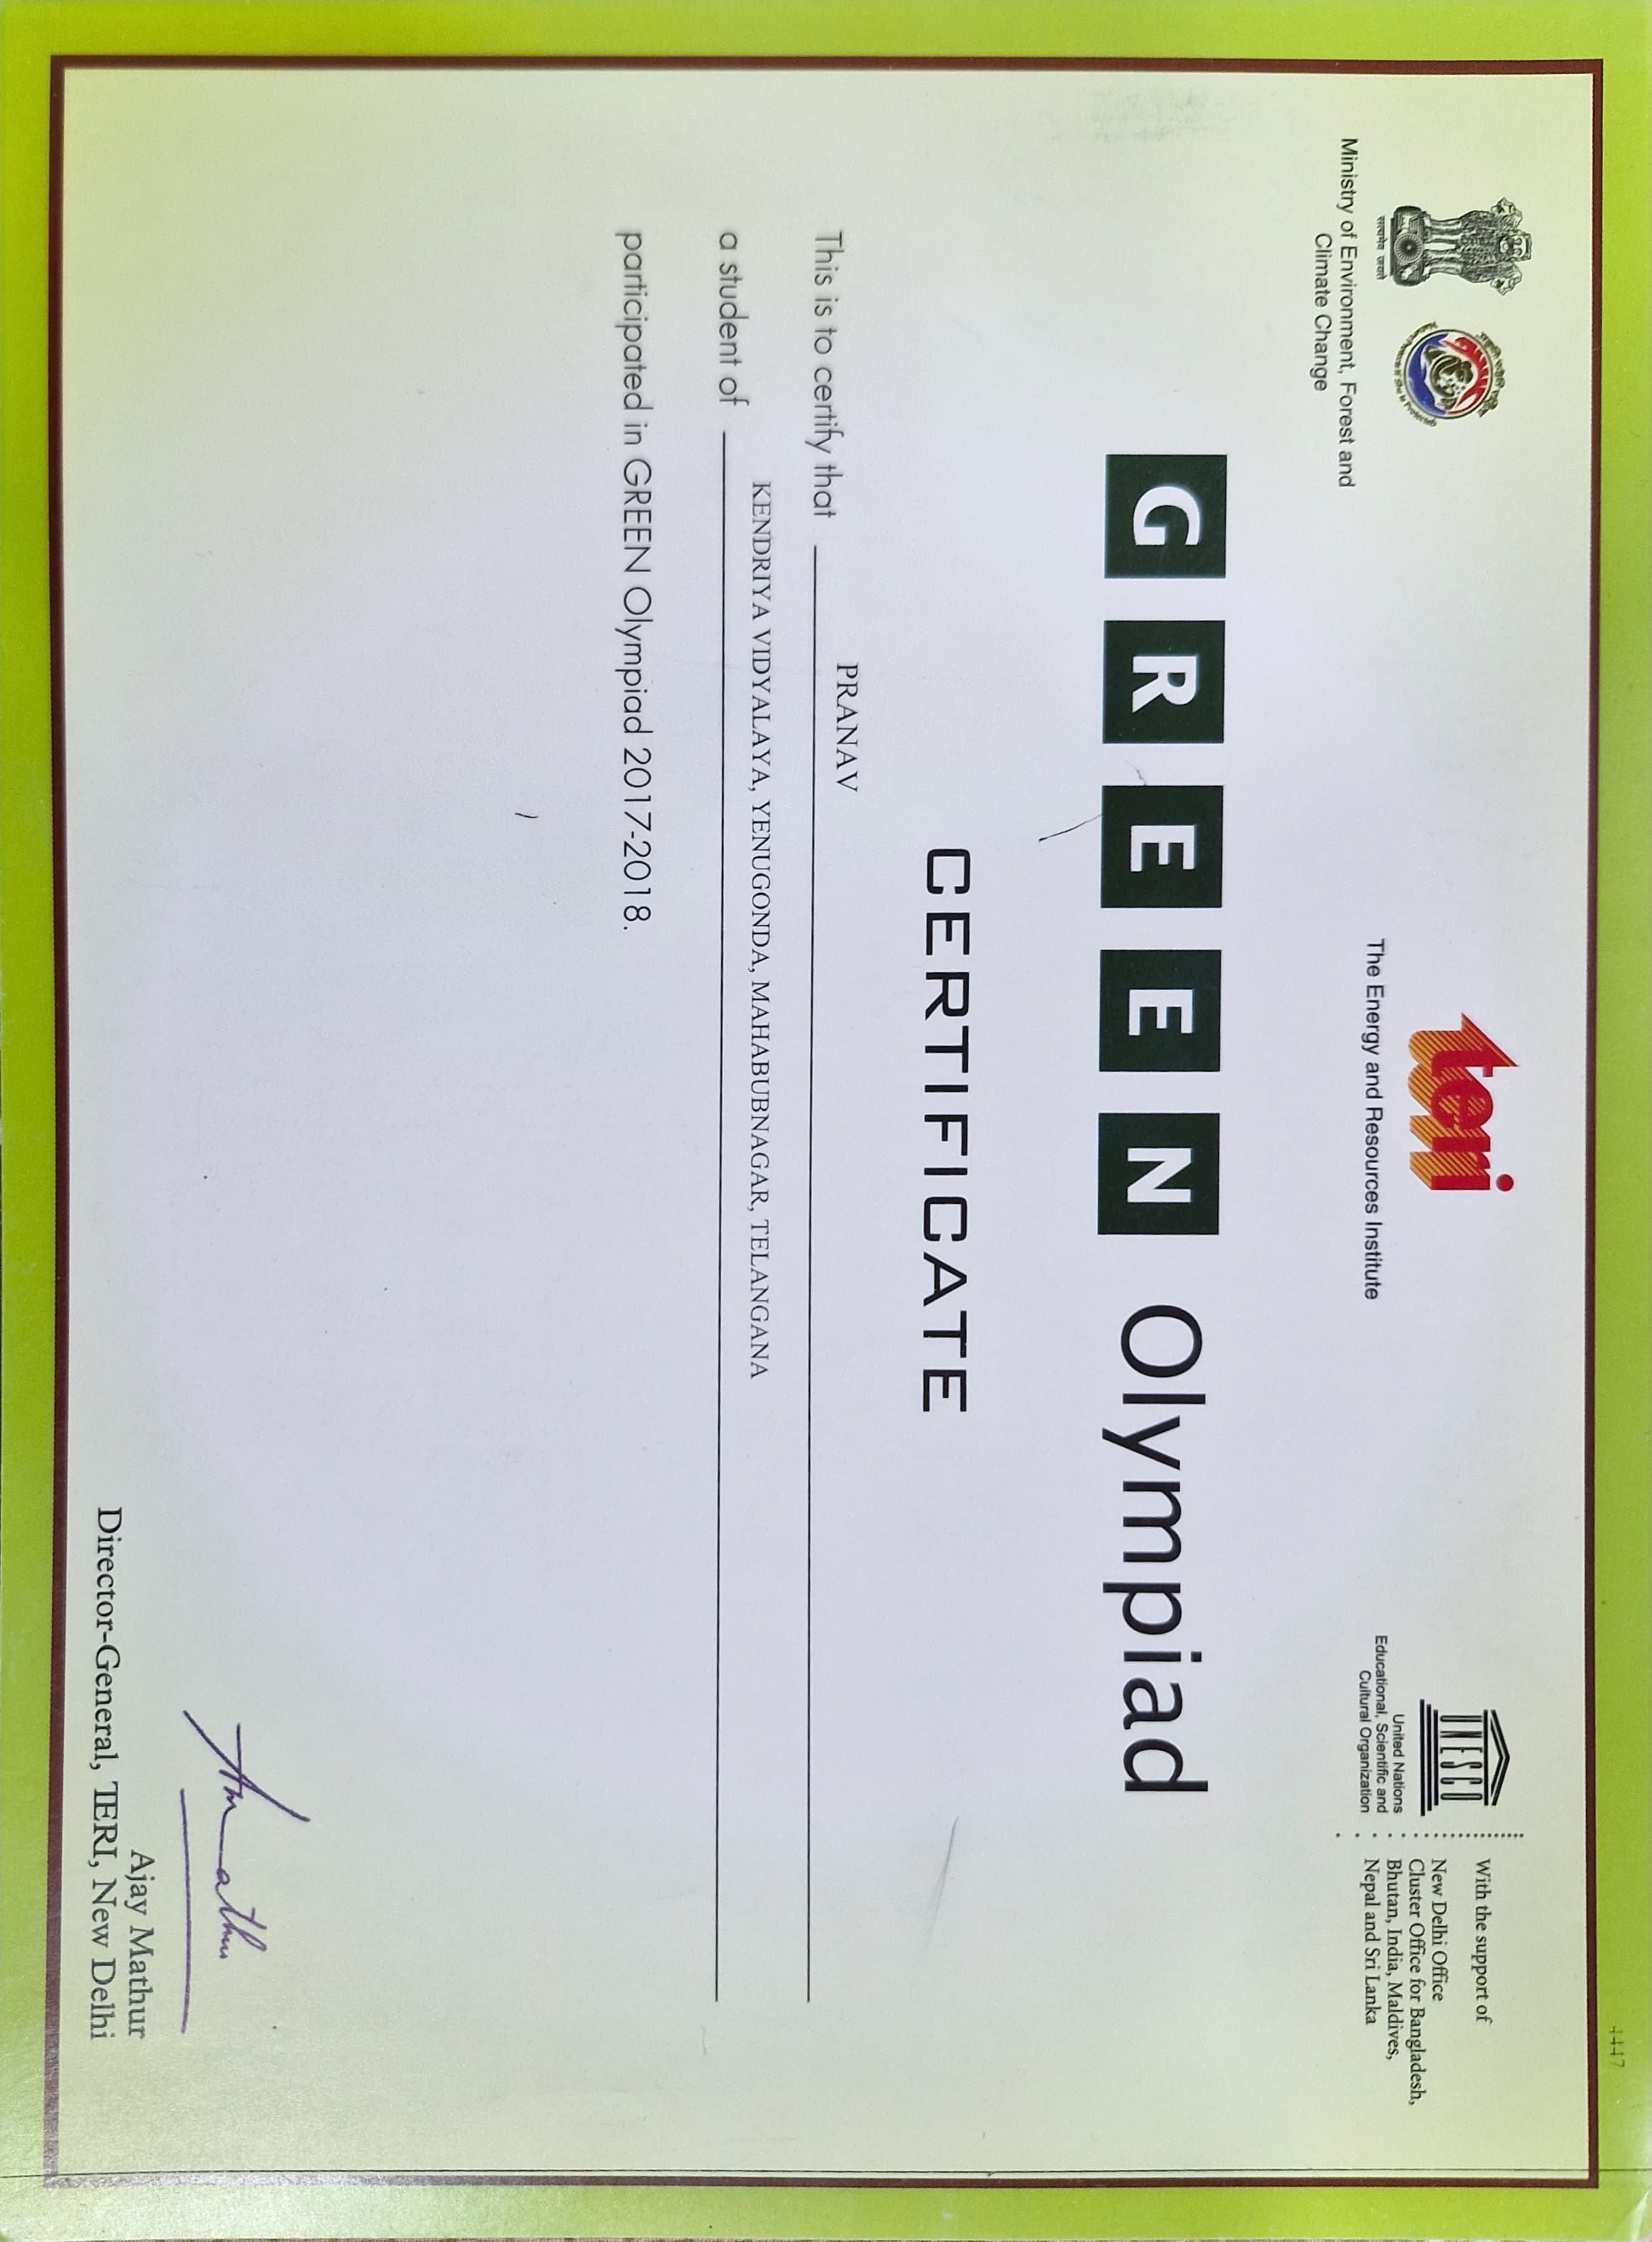 4447
सत्यमेव जयते
Ministry of Environment, Forest and
Climate Change
teri
The Energy and Resources Institute
UNESCO
United Nations
Educational, Scientific and
Cultural Organization
With the support of
New Delhi Office
Cluster Office for Bangladesh,
Bhutan, India, Maldives,
Nepal and Sri Lanka
GREEN Olympiad
CERTIFICATE
This is to certify that PRANAV
a student of KENDRIYA VIDYALAYA, YENUGONDA, MAHABUBNAGAR, TELANGANA
participated in GREEN Olympiad 2017-2018.
Ajay Mathur
Director-General, TERI, New Delhi